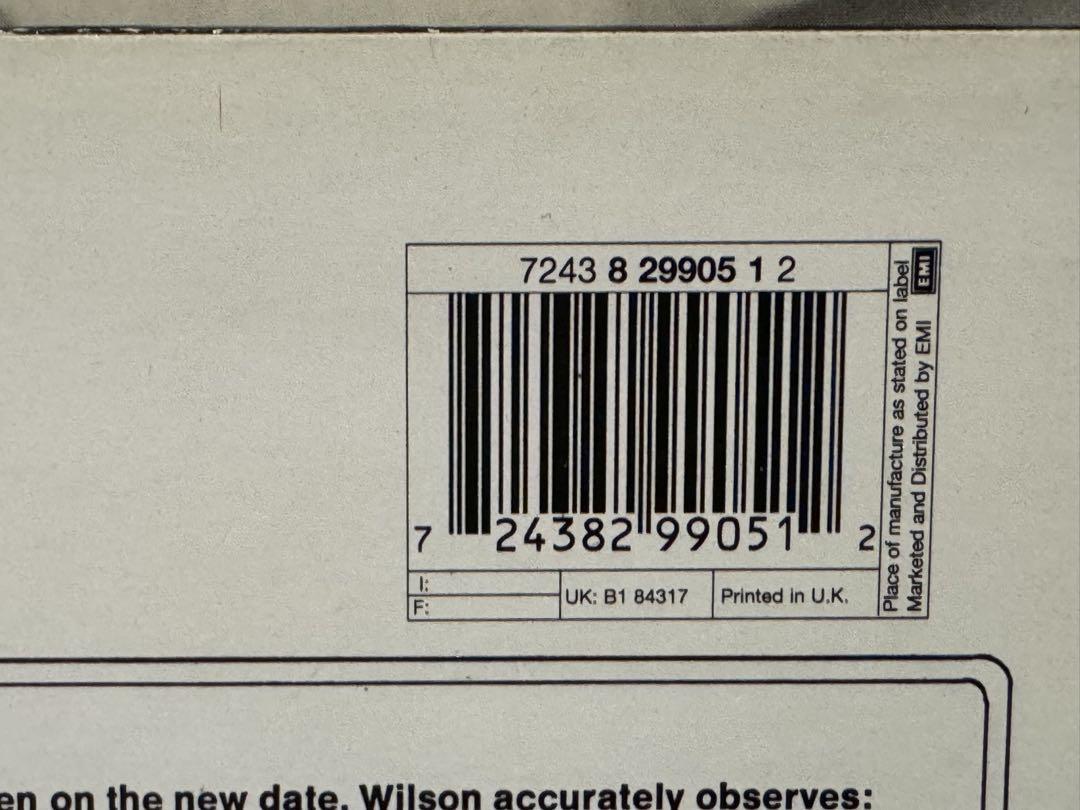 7243 8 29905 1 2
7 24382 99051 2
I:
F:
UK: B1 84317
Printed in U.K.
Place of manufacture as stated on label
Marketed and Distributed by EMI EMI
en on the new date. Wilson accurately observes: